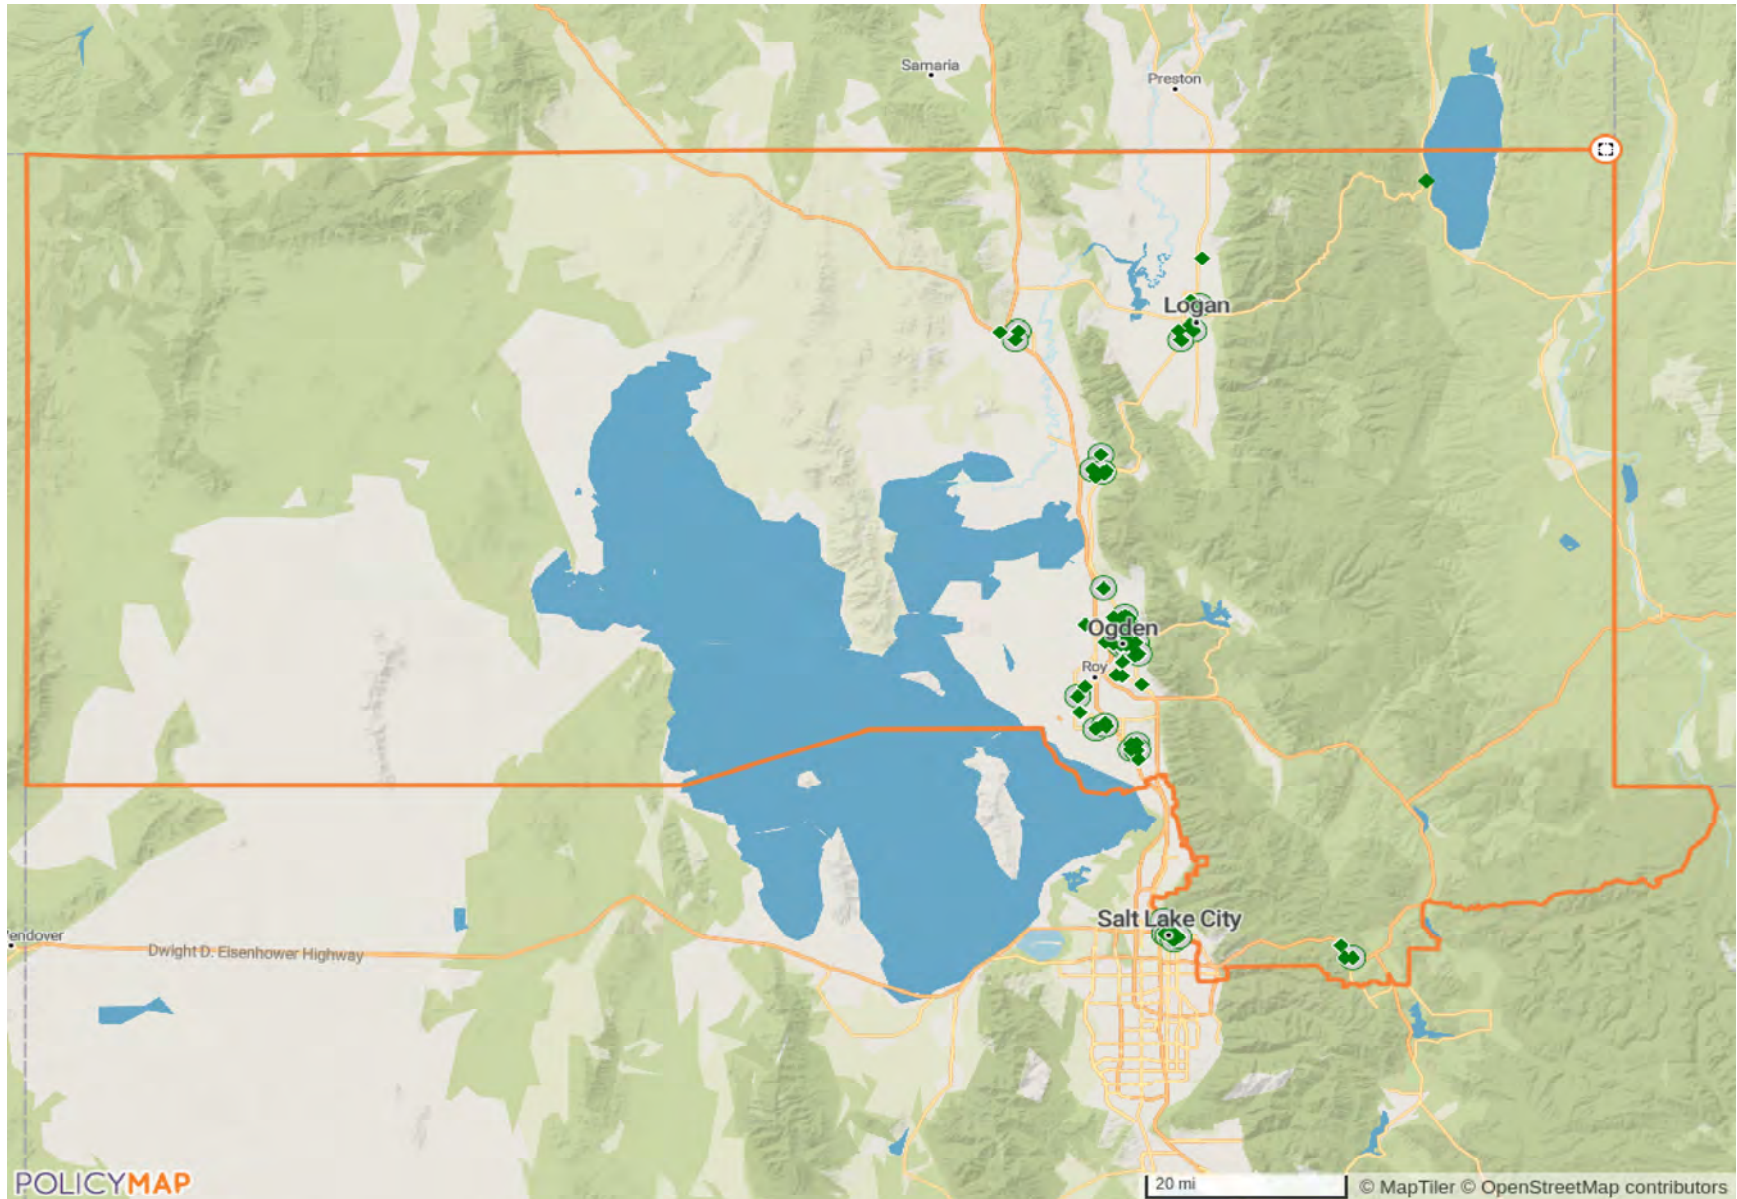 Samaria
Preston
Logan
Ogden
Roy
Salt Lake City
endover
Dwight D. Eisenhower Highway
POLICYMAP
20 mi
© MapTiler © OpenStreetMap contributors